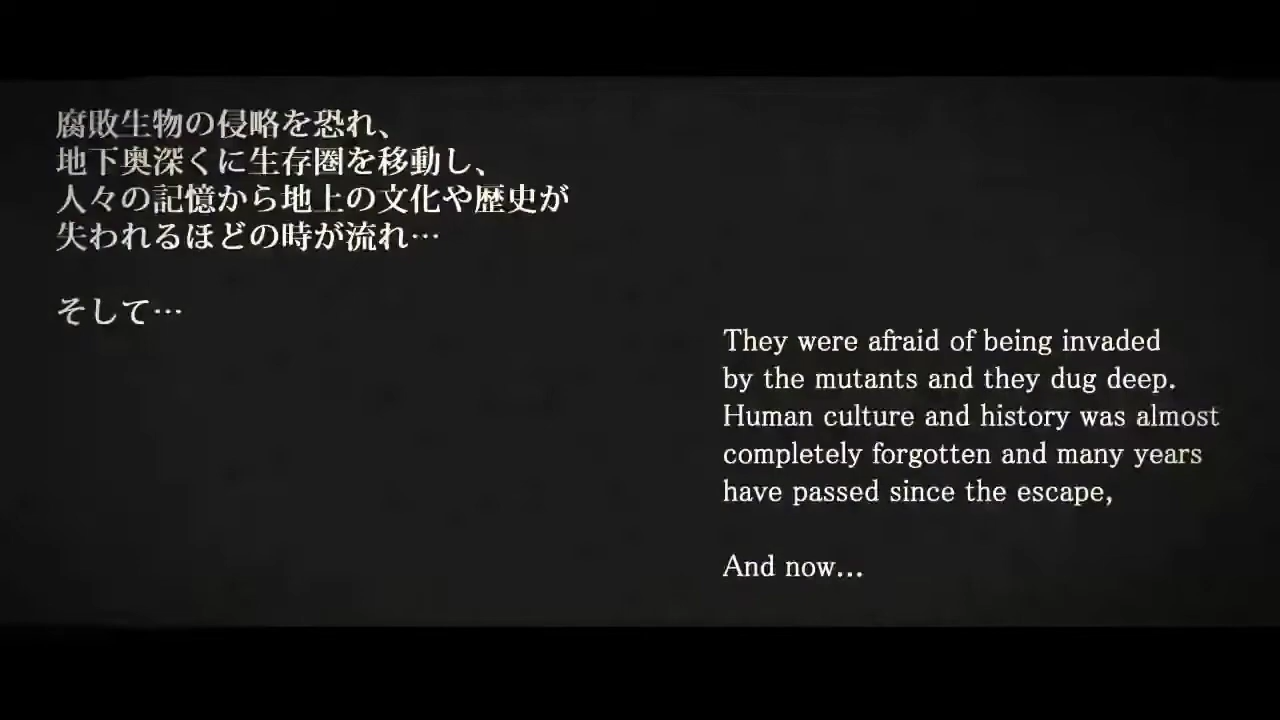 腐敗生物の侵略を恐れ、
地下奥深くに生存圏を移動し、
人々の記憶から地上の文化や歴史が
失われるほどの時が流れ…
そして…
They were afraid of being invaded
by the mutants and they dug deep.
Human culture and history was almost
completely forgotten and many years
have passed since the escape,
And now...